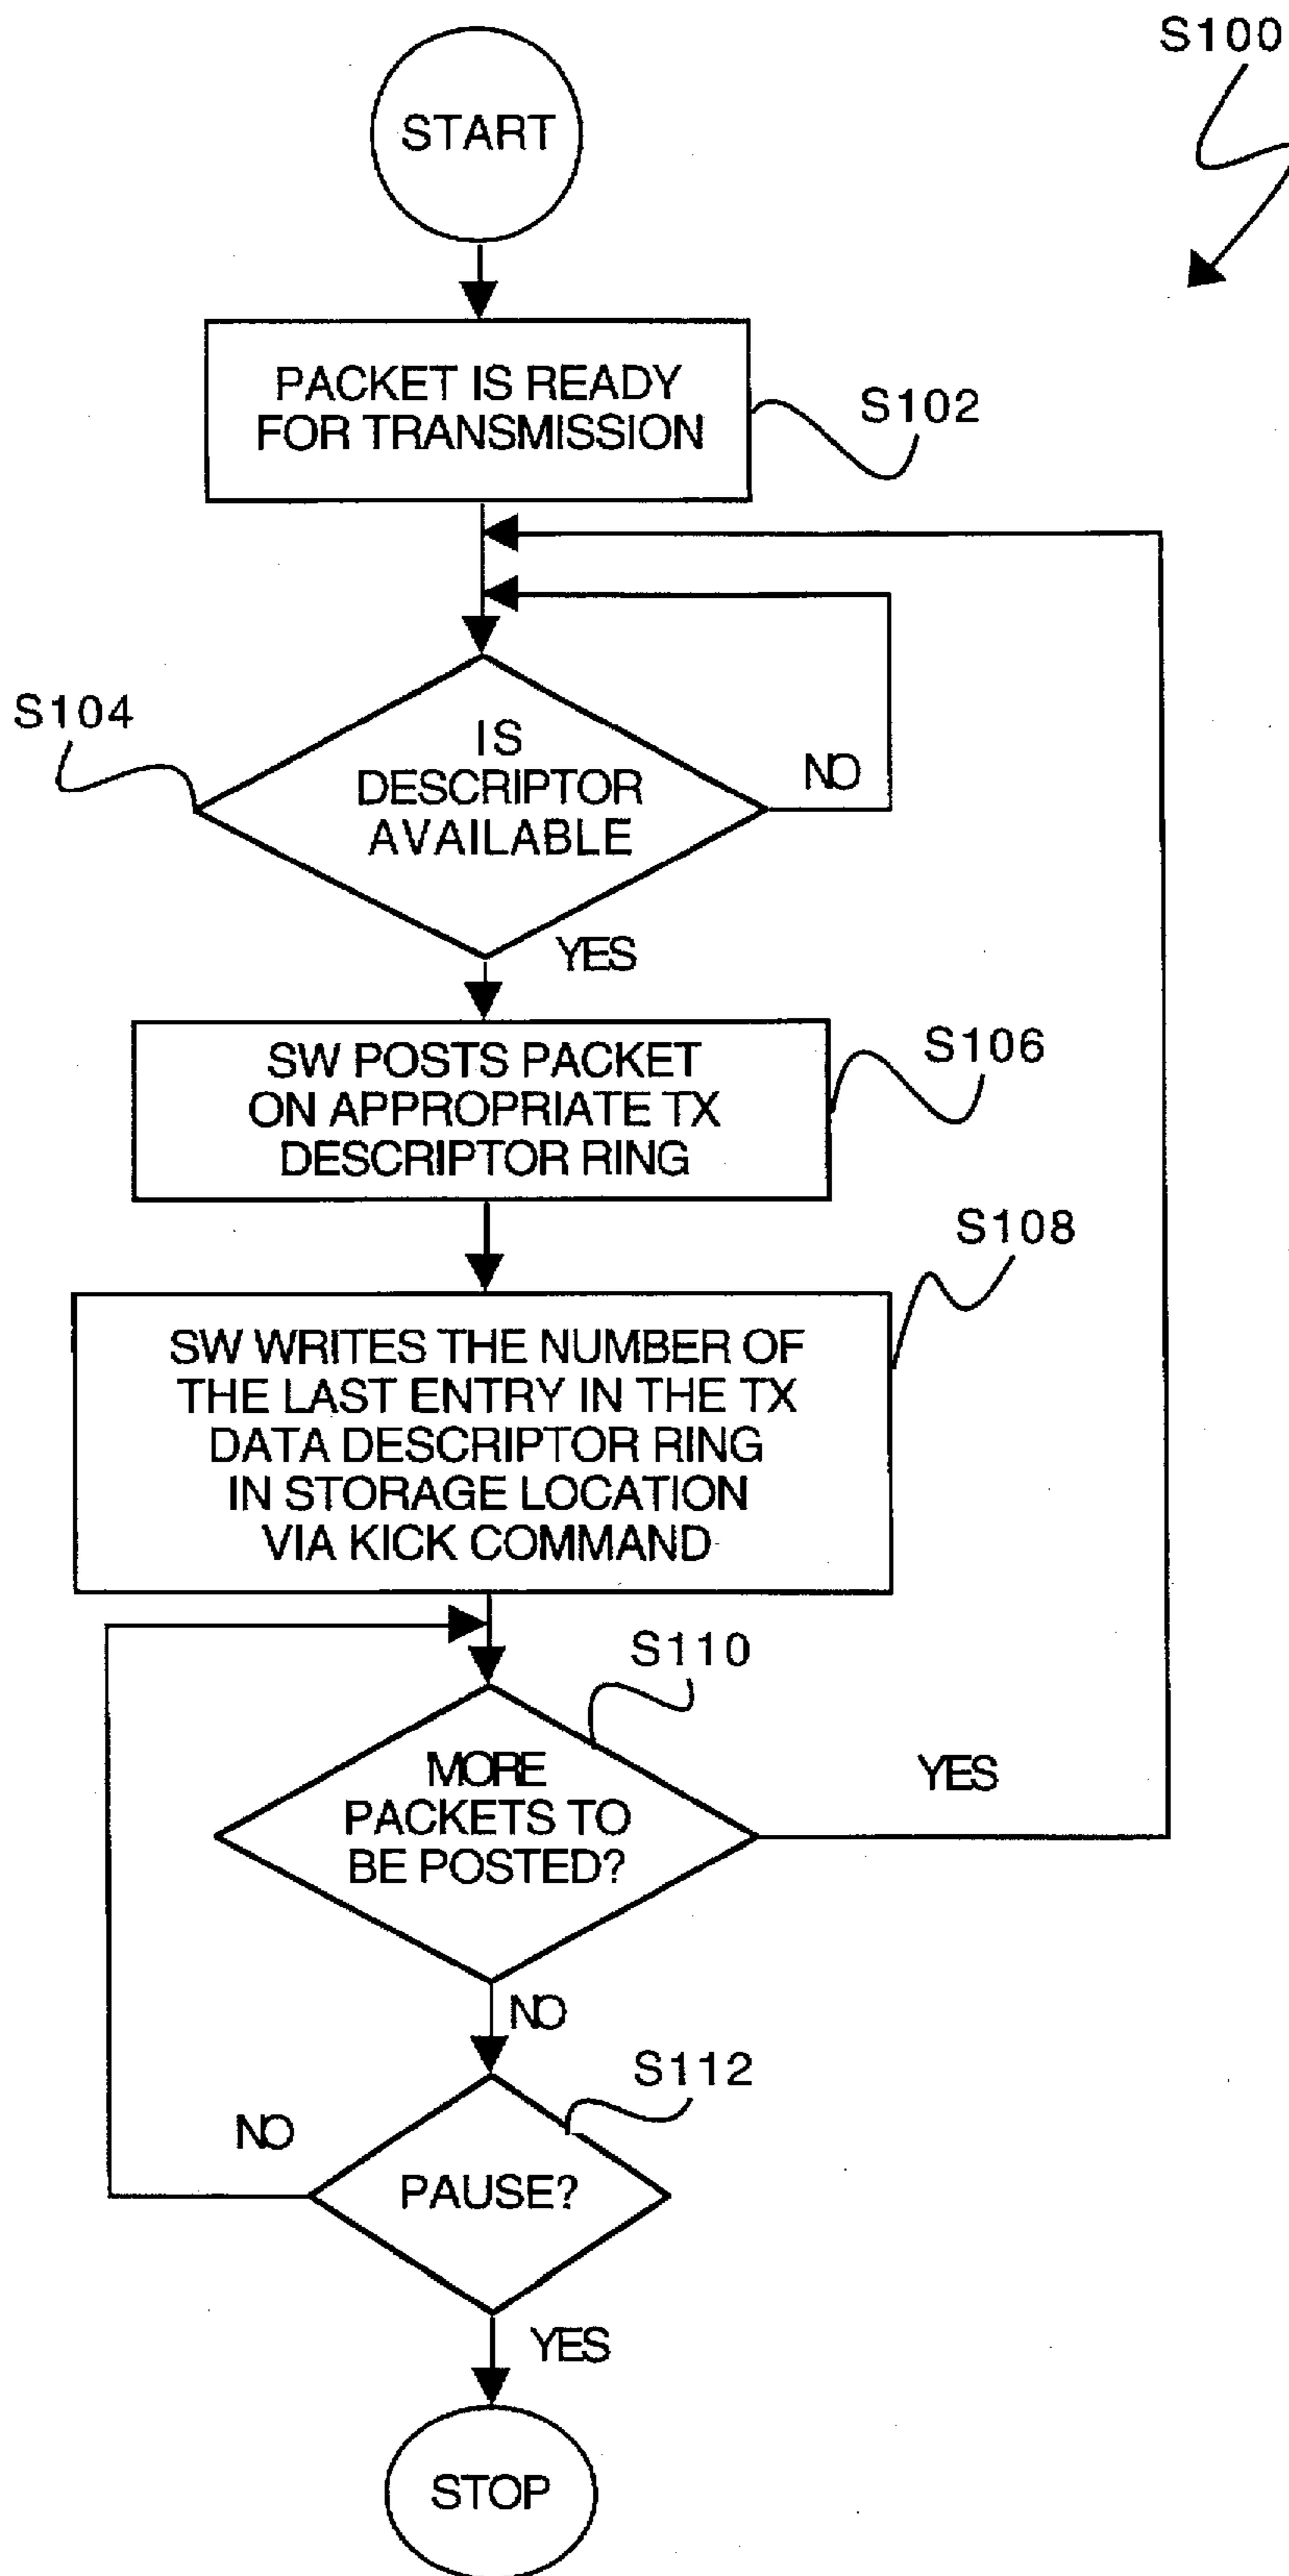 S100
START
PACKET IS READY
FOR TRANSMISSION
S102
S104
IS
DESCRIPTOR
AVAILABLE
NO
YES
SW POSTS PACKET
ON APPROPRIATE TX
DESCRIPTOR RING
S106
S108
SW WRITES THE NUMBER OF
THE LAST ENTRY IN THE TX
DATA DESCRIPTOR RING
IN STORAGE LOCATION
VIA KICK COMMAND
S110
MORE
PACKETS TO
BE POSTED?
YES
NO
S112
NO
PAUSE?
YES
STOP